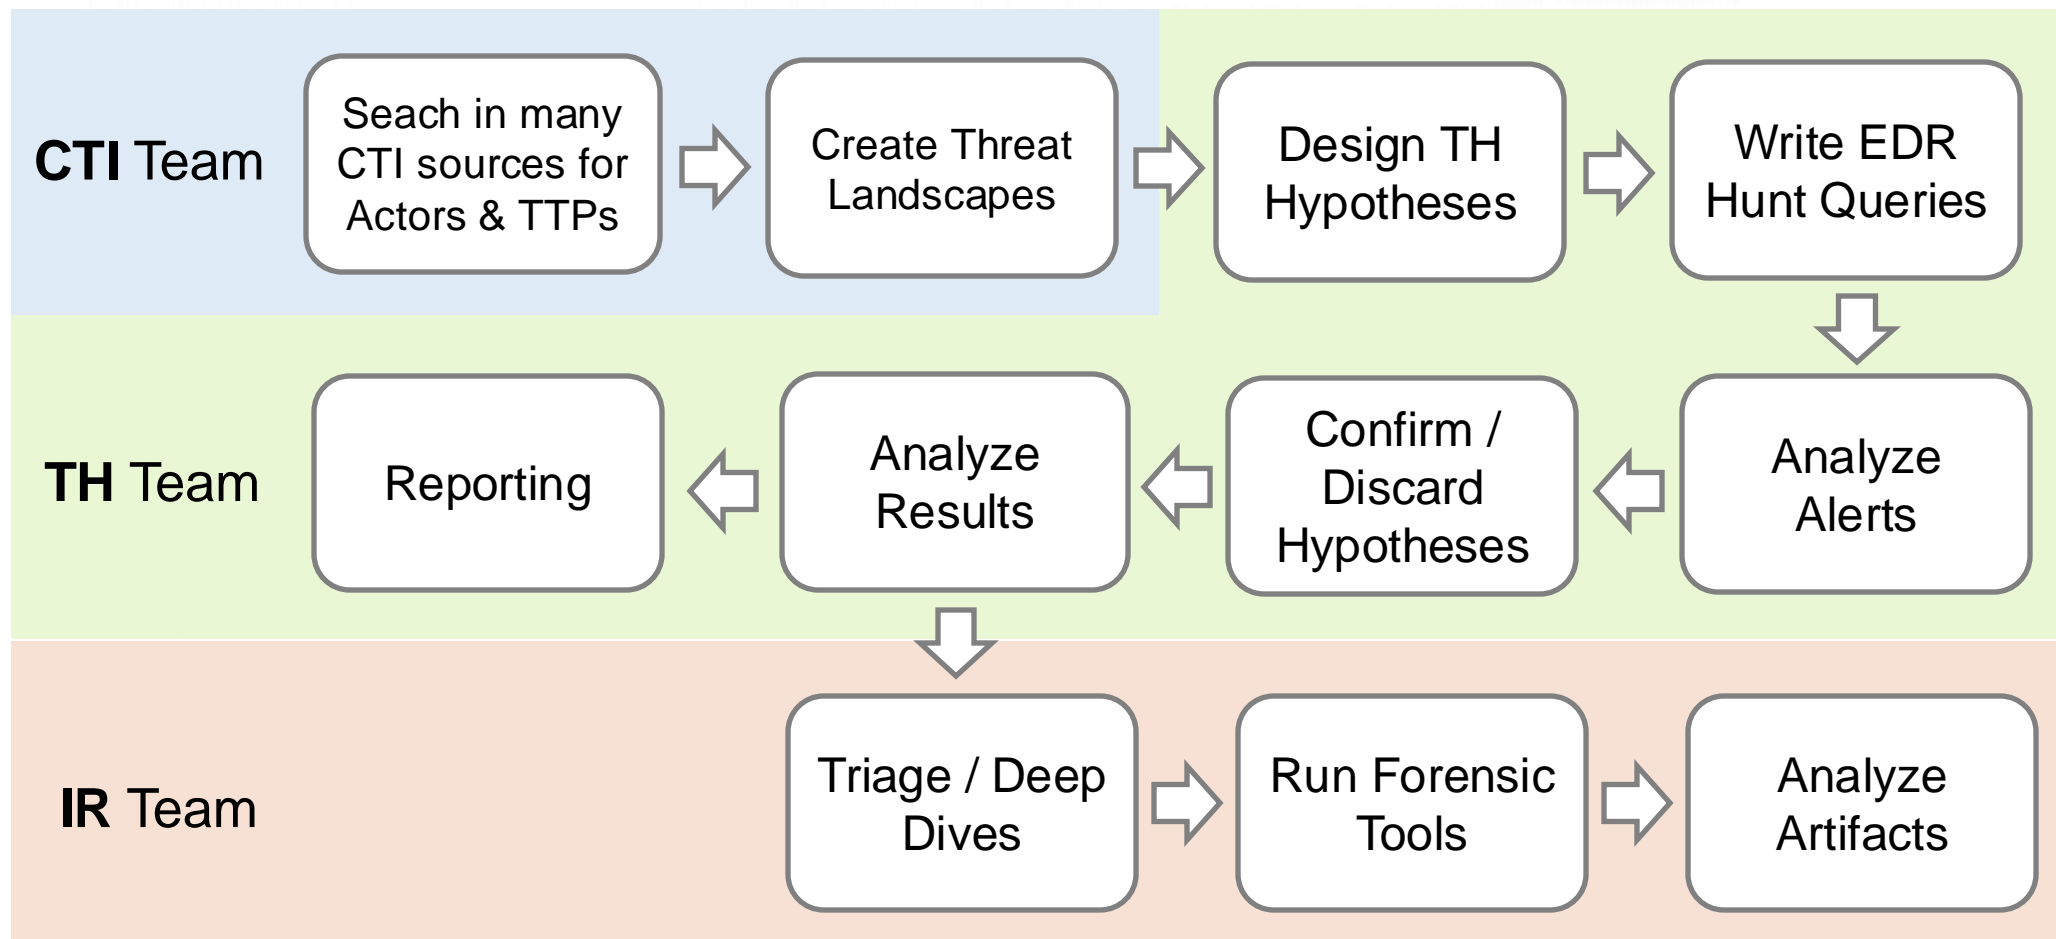 CTI Team
Seach in many
CTI sources for
Actors & TTPs
Create Threat
Landscapes
Design TH
Hypotheses
Write EDR
Hunt Queries
TH Team
Reporting
Analyze
Results
Confirm /
Discard
Hypotheses
Analyze
Alerts
IR Team
Triage / Deep
Dives
Run Forensic
Tools
Analyze
Artifacts